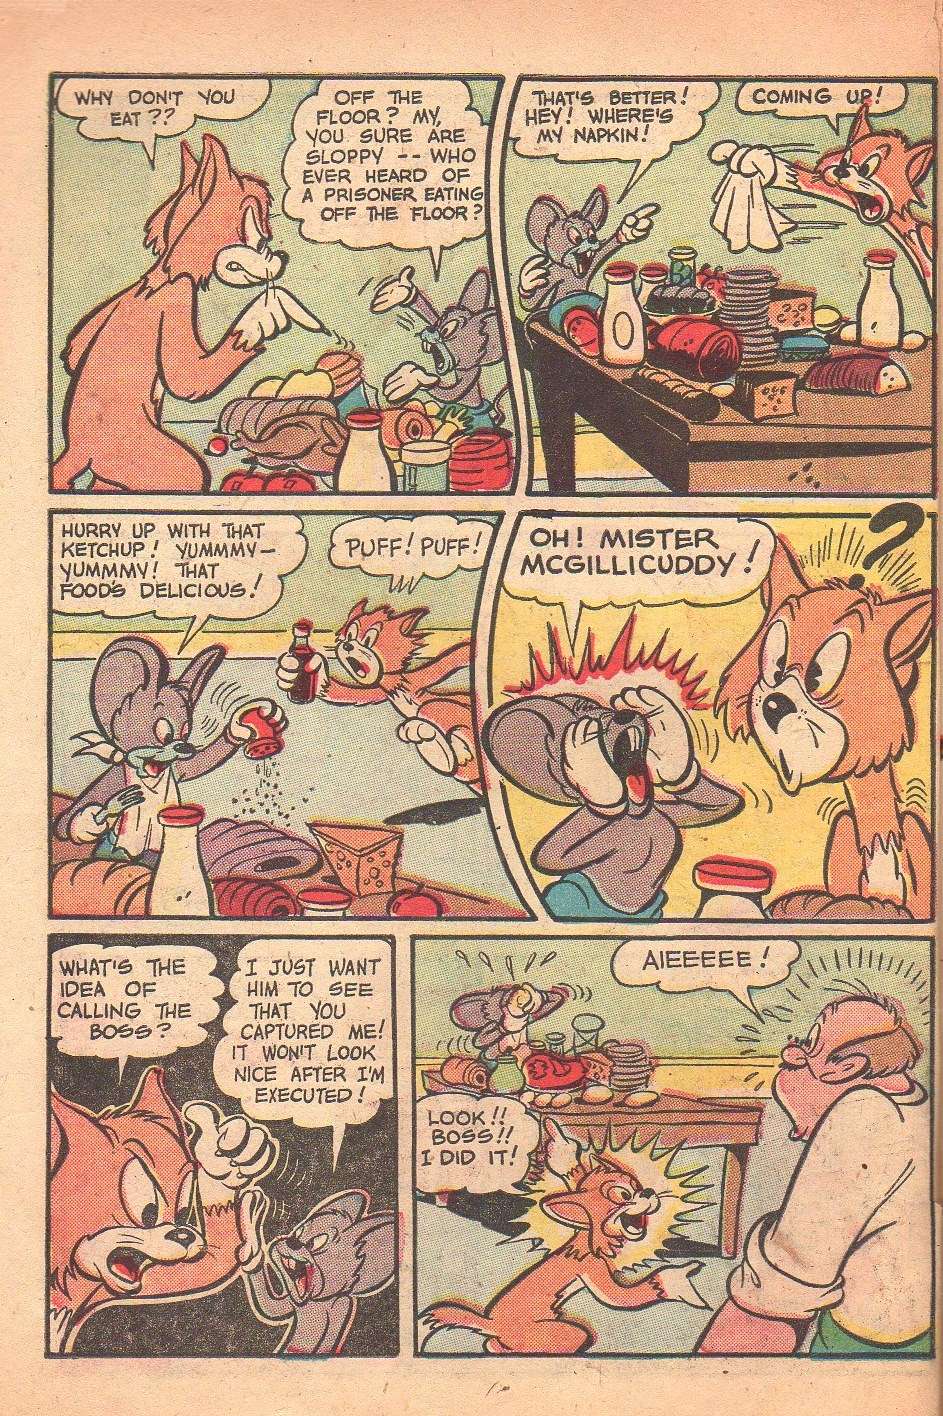 WHY DON'T YOU
EAT??
OFF THE
FLOOR? MY,
YOU SURE ARE
SLOPPY -- WHO
EVER HEARD OF
A PRISONER EATING
OFF THE FLOOR?
THAT'S BETTER!
HEY! WHERE'S
MY NAPKIN!
COMING UP!
HURRY UP WITH THAT
KETCHUP! YUMMMY-
YUMMMY! THAT
FOOD'S DELICIOUS!
PUFF! PUFF!
OH! MISTER
MCGILLICUDDY!
?
WHAT'S THE
IDEA OF
CALLING THE
BOSS?
I JUST WANT
HIM TO SEE
THAT YOU
CAPTURED ME!
IT WON'T LOOK
NICE AFTER I'M
EXECUTED!
AIEEEEE!
LOOK!!
BOSS!!
I DID IT!